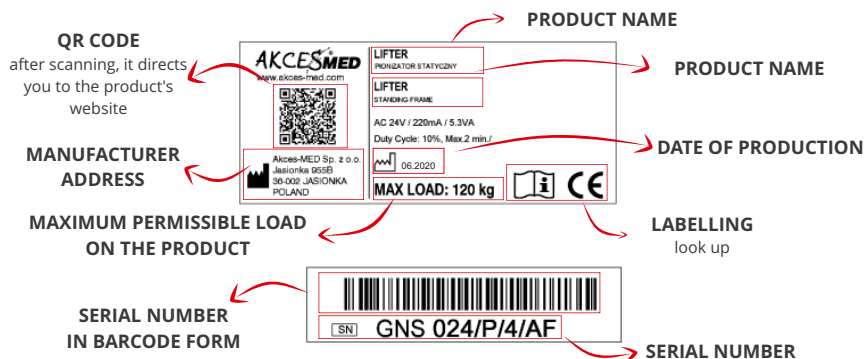 PRODUCT NAME
QR CODE
after scanning, it directs
you to the product's
website
AKCESMED
www.akces-med.com
LIFTER
PIONIZATOR STATYCZNY
PRODUCT NAME
LIFTER
STANDING FRAME
AC 24V / 220mA / 5.3VA
Duty Cycle: 10%, Max.2 min./
MANUFACTURER
ADDRESS
Akces-MED Sp. z o.o.
Jasionka 955B
36-002 JASIONKA
POLAND
06.2020
DATE OF PRODUCTION
MAX LOAD: 120 kg
i CE
MAXIMUM PERMISSIBLE LOAD
ON THE PRODUCT
LABELLING
look up
SERIAL NUMBER
IN BARCODE FORM
SN GNS 024/P/4/AF
SERIAL NUMBER